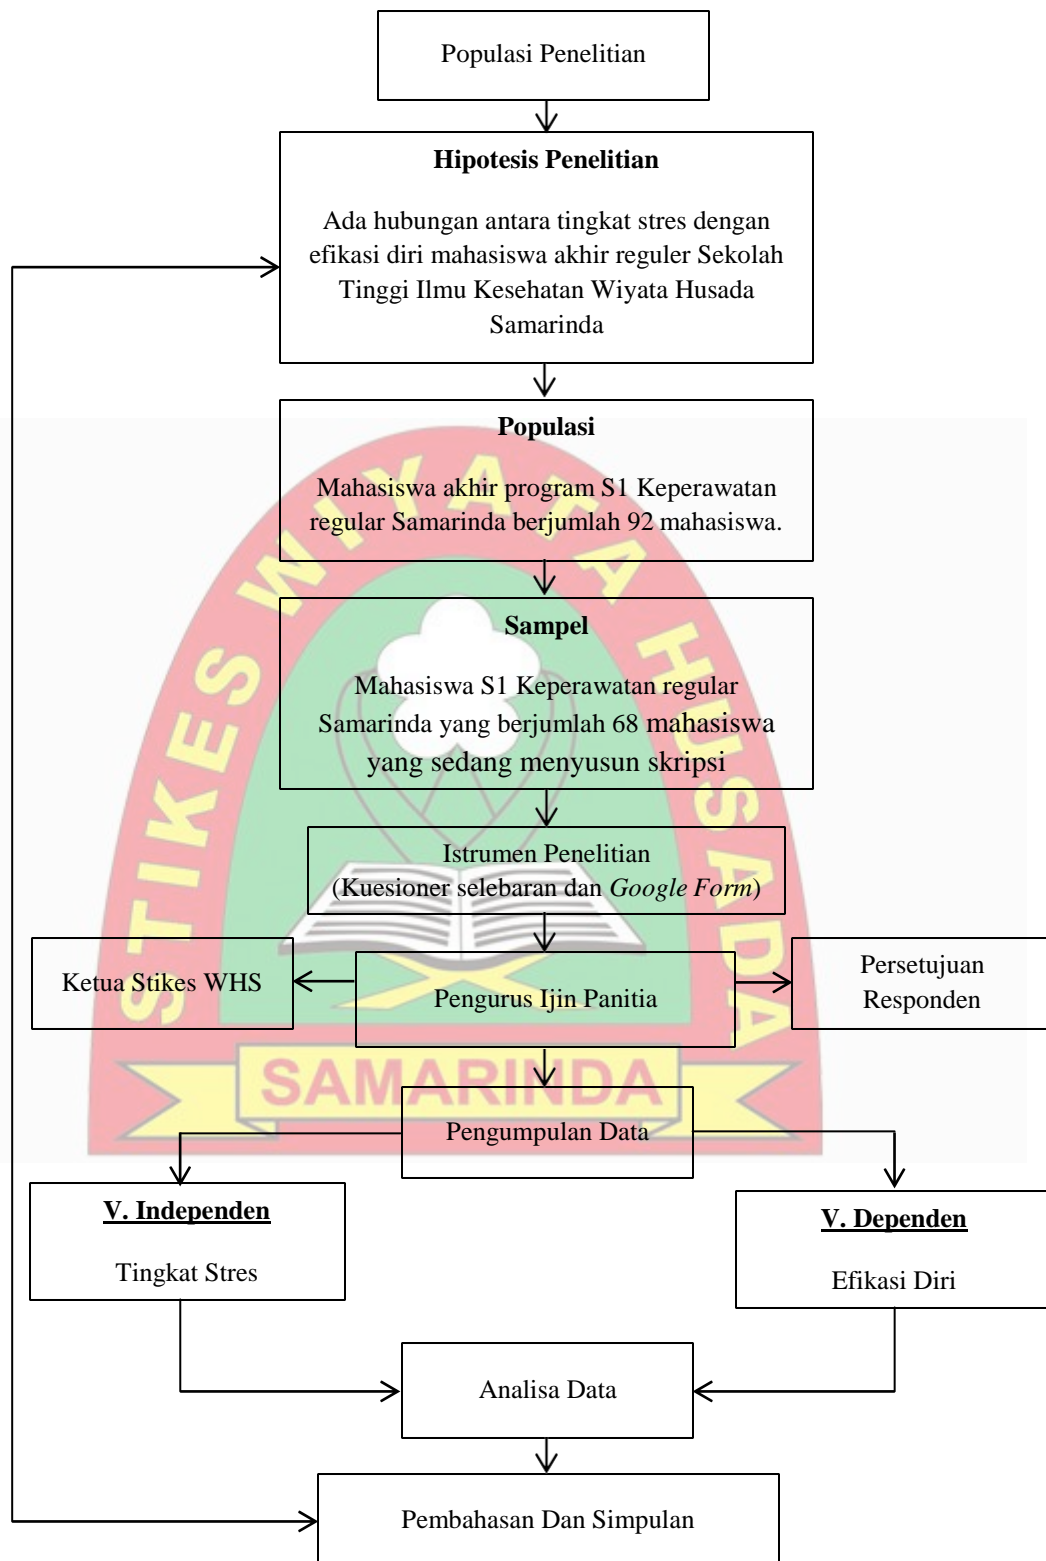 Populasi Penelitian
Hipotesis Penelitian
Ada hubungan antara tingkat stres dengan
efikasi diri mahasiswa akhir reguler Sekolah
Tinggi Ilmu Kesehatan Wiyata Husada
Samarinda
Populasi
Mahasiswa akhir program S1 Keperawatan
regular Samarinda berjumlah 92 mahasiswa.
Sampel
Mahasiswa S1 Keperawatan regular
Samarinda yang berjumlah 68 mahasiswa
yang sedang menyusun skripsi
Istrumen Penelitian
(Kuesioner selebaran dan Google Form)
Ketua Stikes WHS
Pengurus Ijin Panitia
Persetujuan
Responden
Pengumpulan Data
V. Independen
Tingkat Stres
V. Dependen
Efikasi Diri
Analisa Data
Pembahasan Dan Simpulan
STIKES WIYATA HUSADA
SAMARINDA